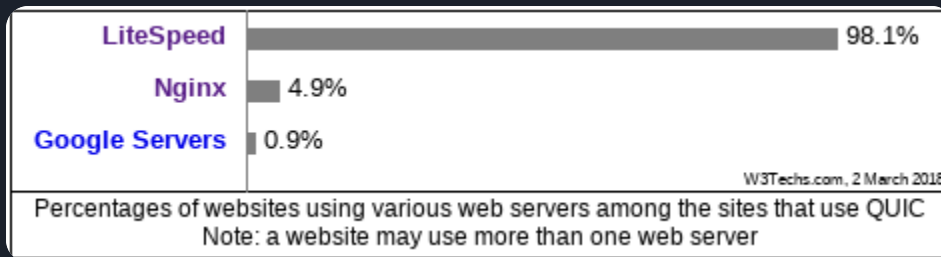 LiteSpeed 98.1%
Nginx 4.9%
Google Servers 0.9%
W3Techs.com, 2 March 2018
Percentages of websites using various web servers among the sites that use QUIC
Note: a website may use more than one web server